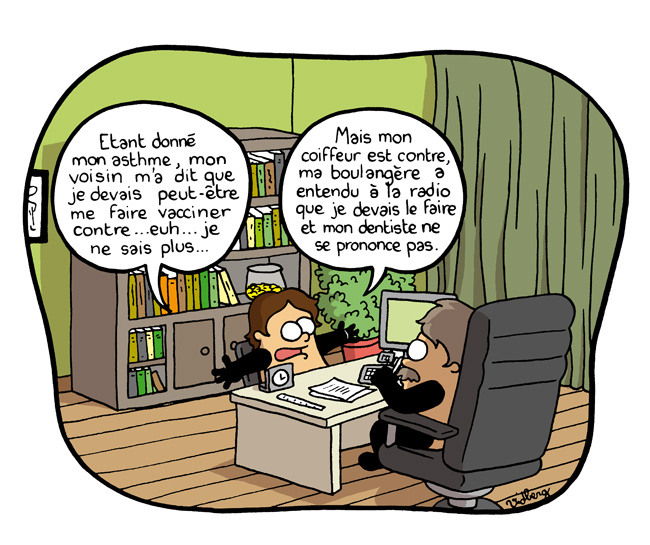 Etant donné
mon asthme, mon
voisin m'a dit que
je devais peut-être
me faire vacciner
contre...euh... je
ne sais plus...
Mais mon
coiffeur est contre,
ma boulangère a
entendu à la radio
que je devais le faire
et mon dentiste ne
se prononce pas.
vidberg